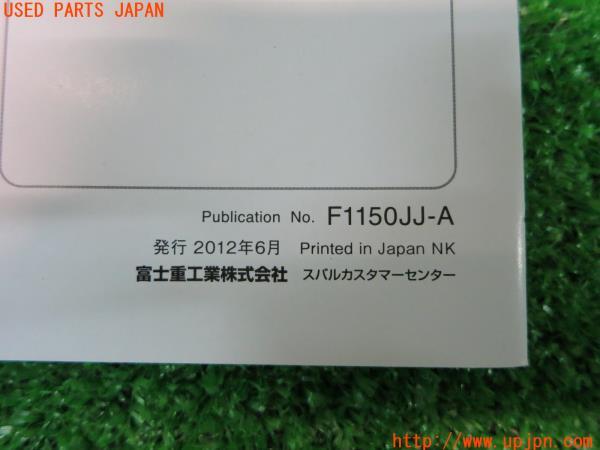 USED PARTS JAPAN
Publication No. F1150JJ-A
発行 2012年6月 Printed in Japan NK
富士重工業株式会社 スバルカスタマーセンター
http://www.upjpn.com/